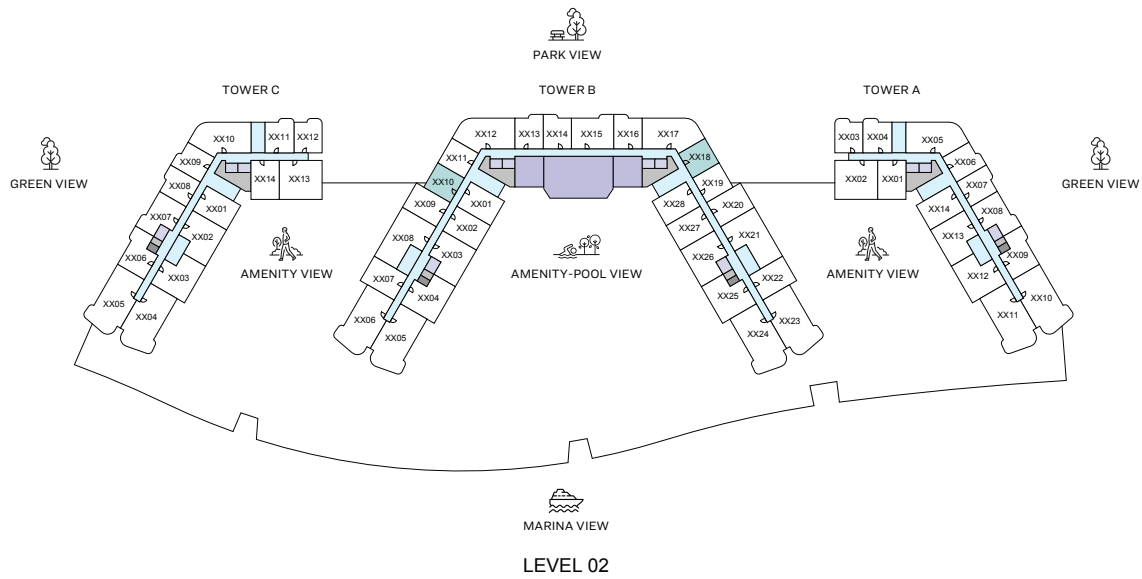 PARK VIEW
TOWER C
TOWER B
TOWER A
GREEN VIEW
GREEN VIEW
XX10
XX11
XX12
XX09
XX08
XX14
XX13
XX07
XX01
XX02
XX06
XX03
XX05
XX04
AMENITY VIEW
XX12
XX13
XX14
XX15
XX16
XX17
XX11
XX18
XX10
XX19
XX09
XX01
XX28
XX20
XX08
XX02
XX27
XX21
XX03
XX26
XX07
XX04
XX25
XX22
XX06
XX05
XX24
XX23
AMENITY-POOL VIEW
AMENITY VIEW
XX03
XX04
XX05
XX06
XX02
XX01
XX07
XX14
XX08
XX13
XX09
XX12
XX10
XX11
MARINA VIEW
LEVEL 02